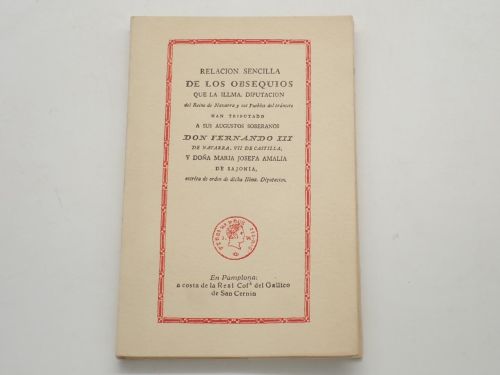 RELACION SENCILLA
DE LOS OBSEQUIOS
QUE LA ILLMA. DIPUTACION
del Reino de Navarra y sus Pueblos del tránsito
HAN TRIBUTADO
A SUS AUGUSTOS SOBERANOS
DON FERNANDO III
DE NAVARRA, VII DE CASTILLA,
Y DOÑA MARIA JOSEFA AMALIA
DE SAJONIA,
escrita de orden de dicha Illma. Diputacion.
En Pamplona:
a costa de la Real Cofª del Gallico
de San Cernin